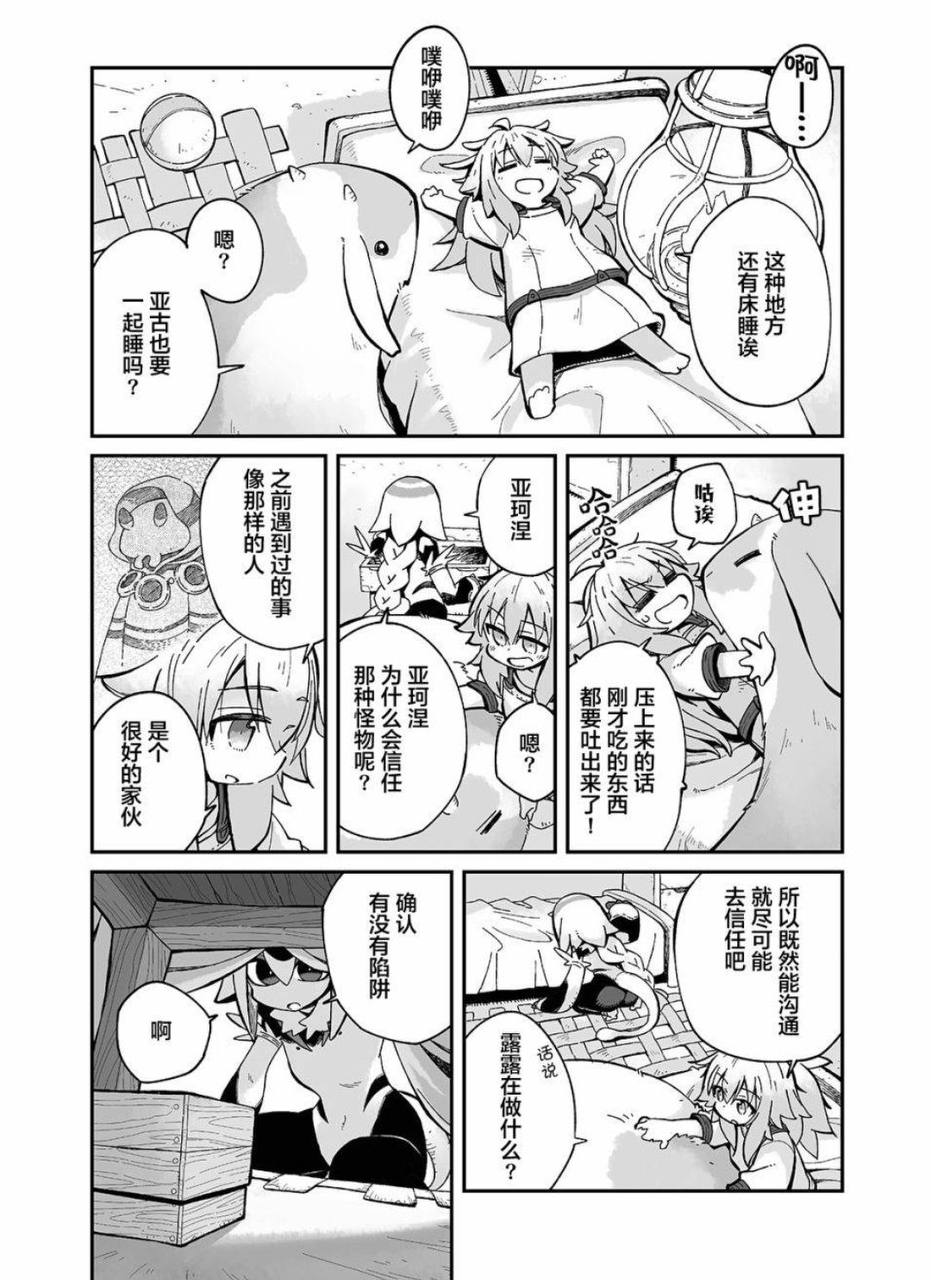 啊——…
这种地方
还有床睡诶
噗咿噗咿
嗯？
亚古也要
一起睡吗？
伸
咕诶
哈哈哈
压上来的话
刚才吃的东西
都要吐出来了！
亚珂涅
亚珂涅
为什么会信任
那种怪物呢？
嗯？
之前遇到过的事
像那样的人
是个
很好的家伙
所以既然能沟通
就尽可能
去信任吧
话说
露露在做什么？
确认
有没有陷阱
啊